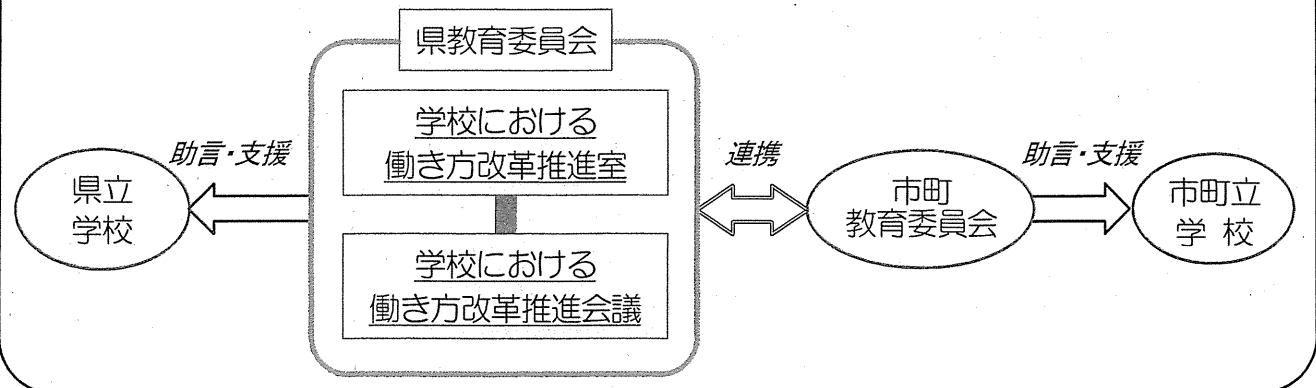 県教育委員会
学校における
働き方改革推進室
学校における
働き方改革推進会議
助言・支援
県立
学校
連携
市町
教育委員会
助言・支援
市町立
学 校